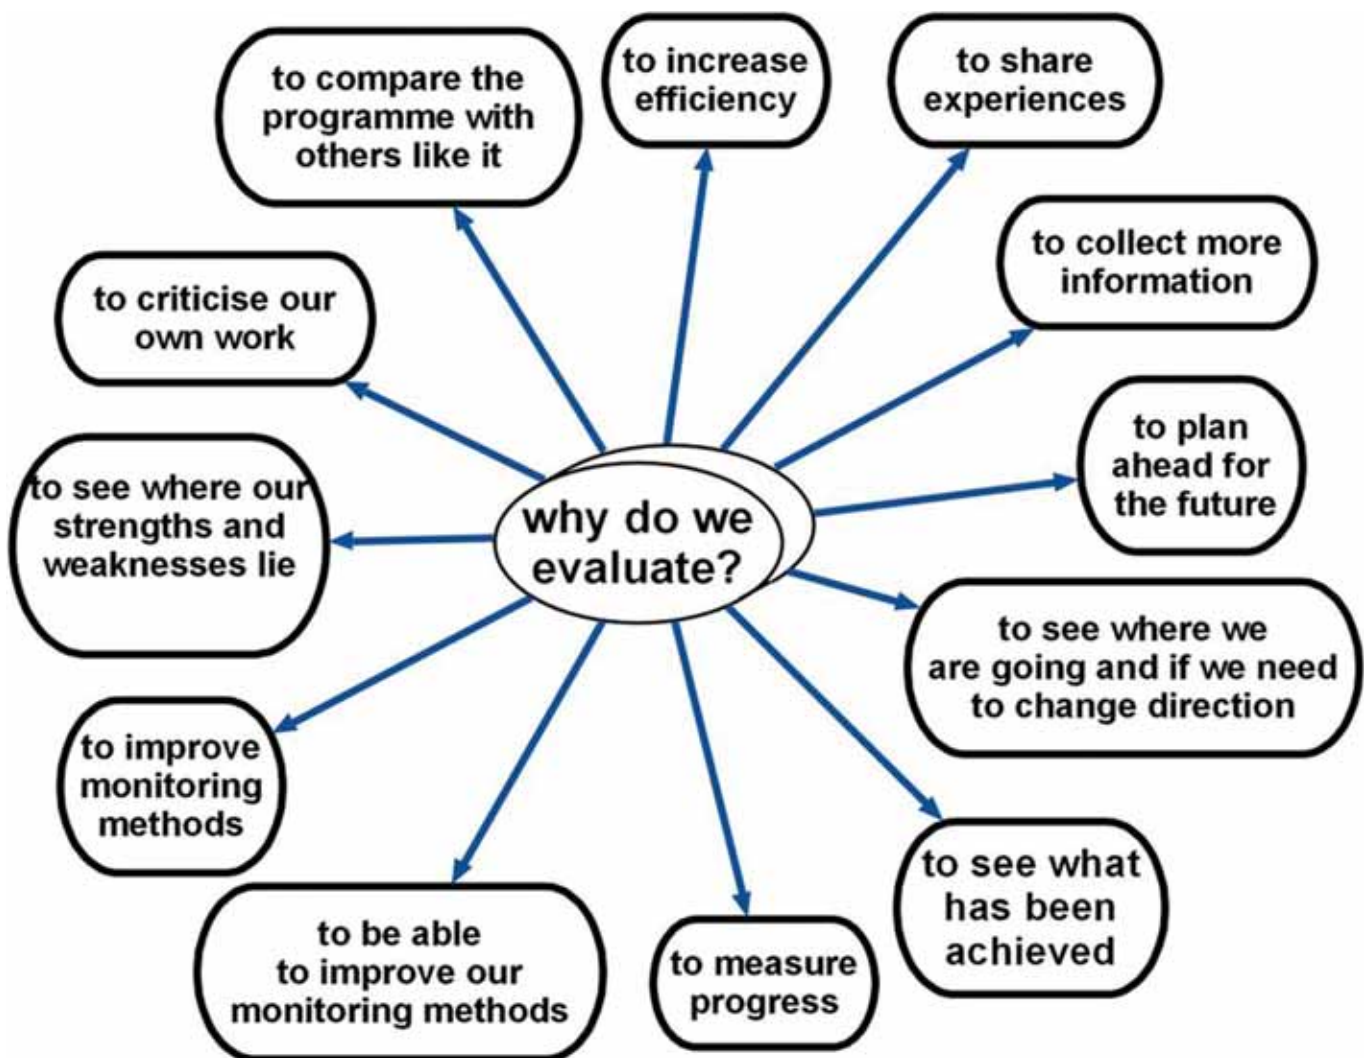 to compare the
programme with
others like it
to increase
efficiency
to share
experiences
to collect more
information
to criticise our
own work
to plan
ahead for
the future
to see where our
strengths and
weaknesses lie
why do we
evaluate?
to see where we
are going and if we need
to change direction
to improve
monitoring
methods
to see what
has been
achieved
to be able
to improve our
monitoring methods
to measure
progress